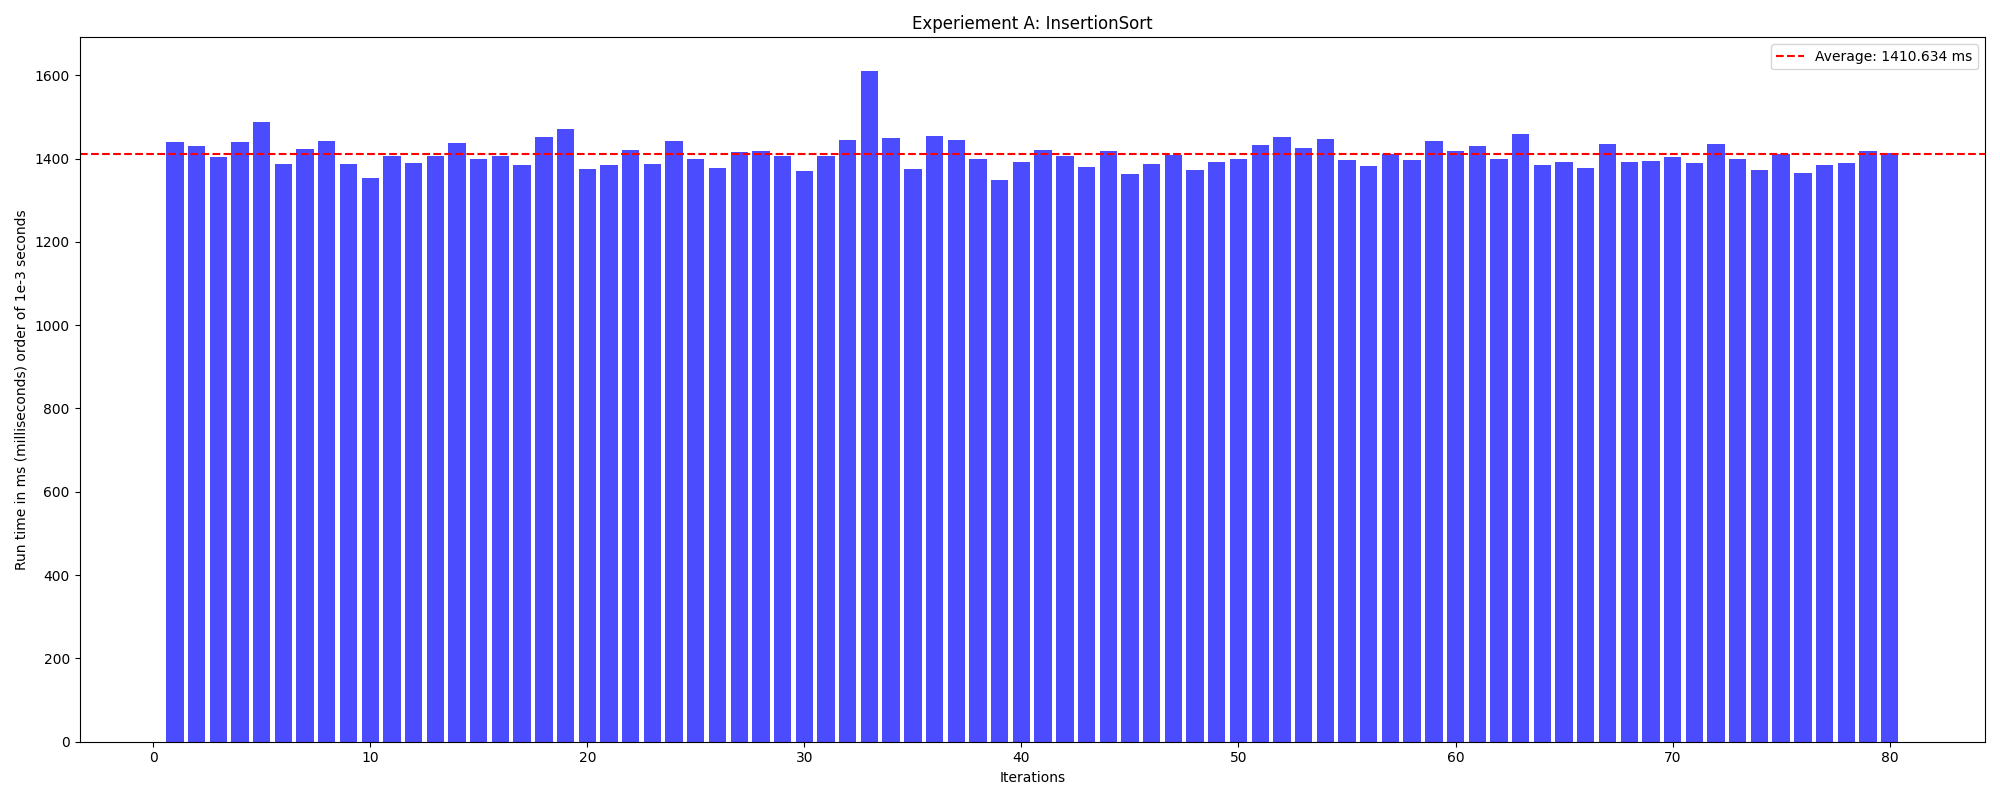 Experiement A: InsertionSort
Average: 1410.634 ms
Run time in ms (milliseconds) order of 1e-3 seconds
1600
1400
1200
1000
800
600
400
200
0
0 10 20 30 40 50 60 70 80
Iterations